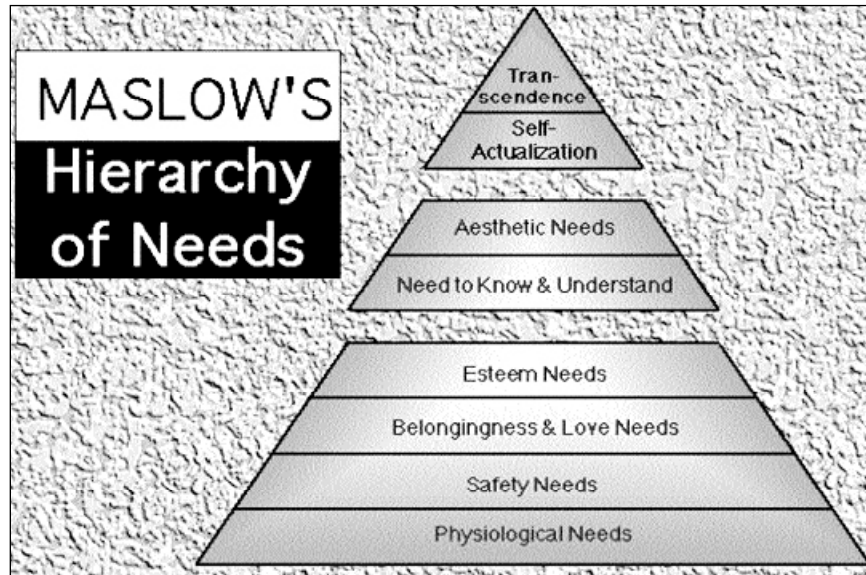 MASLOW'S
Hierarchy
of Needs
Tran-
scendence
Self-
Actualization
Aesthetic Needs
Need to Know & Understand
Esteem Needs
Belongingness & Love Needs
Safety Needs
Physiological Needs